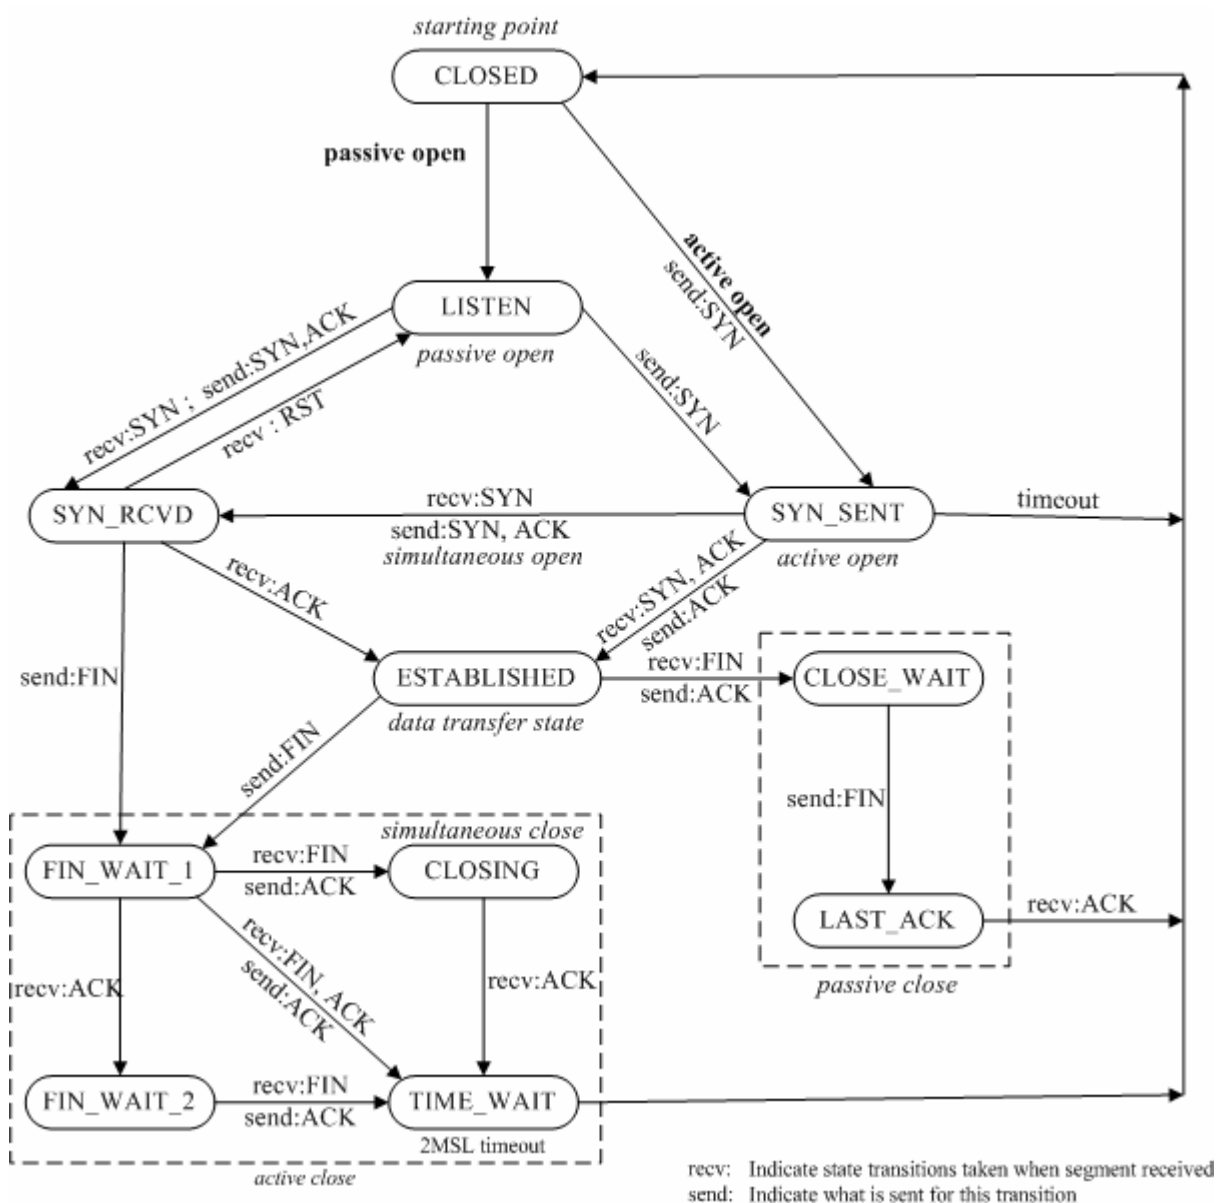 starting point
CLOSED
passive open
active open
send:SYN
LISTEN
passive open
recv:SYN ; send:SYN,ACK
recv : RST
send:SYN
SYN_RCVD
recv:SYN
send:SYN, ACK
simultaneous open
SYN_SENT
active open
timeout
recv:ACK
recv:SYN, ACK
send:ACK
send:FIN
ESTABLISHED
data transfer state
recv:FIN
send:ACK
CLOSE_WAIT
send:FIN
send:FIN
simultaneous close
FIN_WAIT_1
recv:FIN
send:ACK
CLOSING
LAST_ACK
recv:ACK
passive close
recv:ACK
recv:FIN, ACK
send:ACK
recv:ACK
FIN_WAIT_2
recv:FIN
send:ACK
TIME_WAIT
2MSL timeout
active close
recv: Indicate state transitions taken when segment received
send: Indicate what is sent for this transition